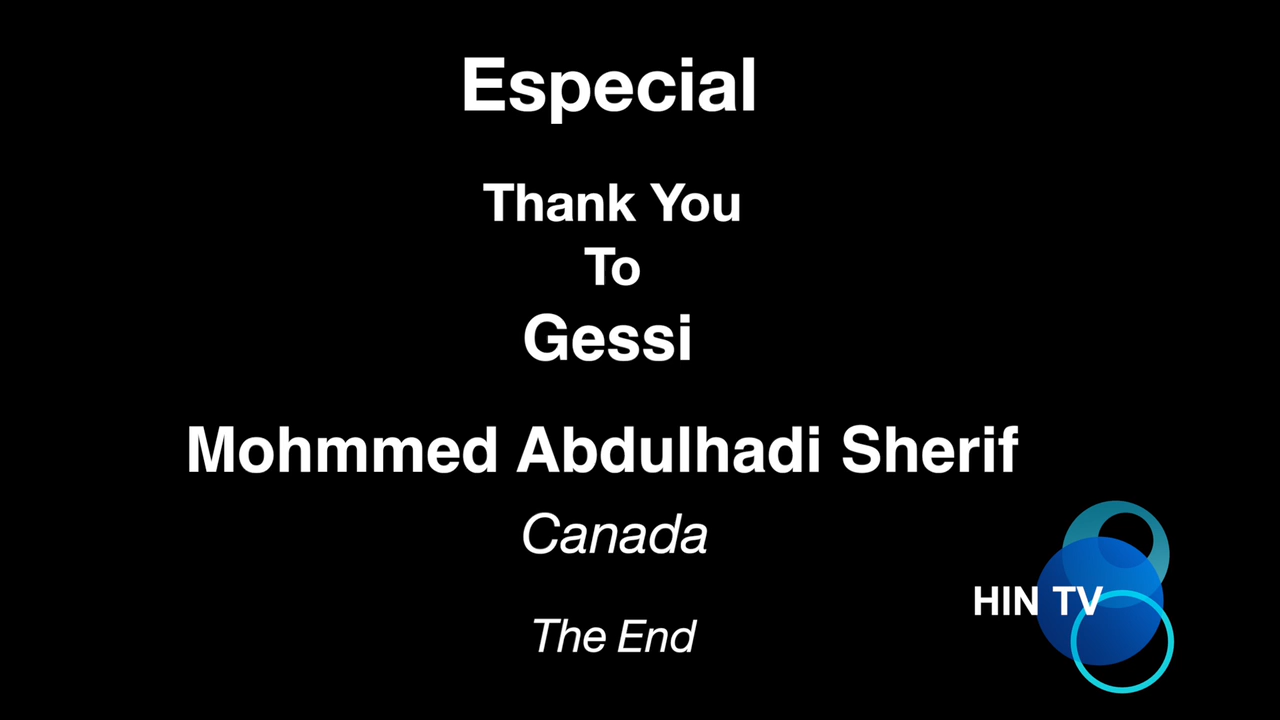 Especial
Thank You
To
Gessi
Mohmmed Abdulhadi Sherif
Canada
HIN TV
The End